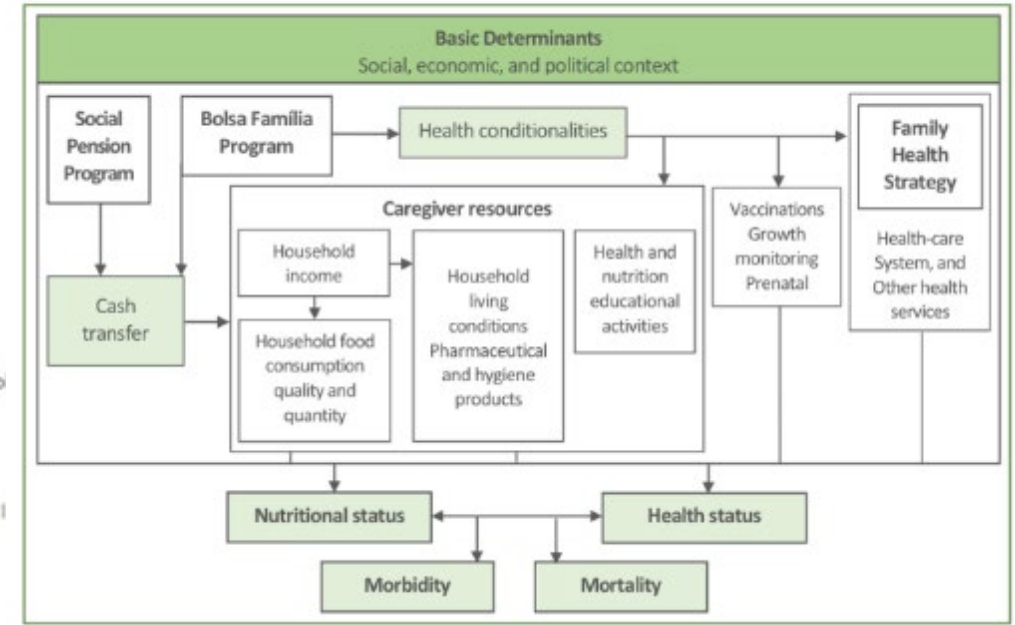 Basic Determinants
Social, economic, and political context
Social
Pension
Program
Bolsa Família
Program
Health conditionalities
Family
Health
Strategy
Caregiver resources
Vaccinations
Growth
monitoring
Prenatal
Health-care
System, and
Other health
services
Household
income
Household
living
conditions
Pharmaceutical
and hygiene
products
Health and
nutrition
educational
activities
Cash
transfer
Household food
consumption
quality and
quantity
Nutritional status
Health status
Morbidity
Mortality